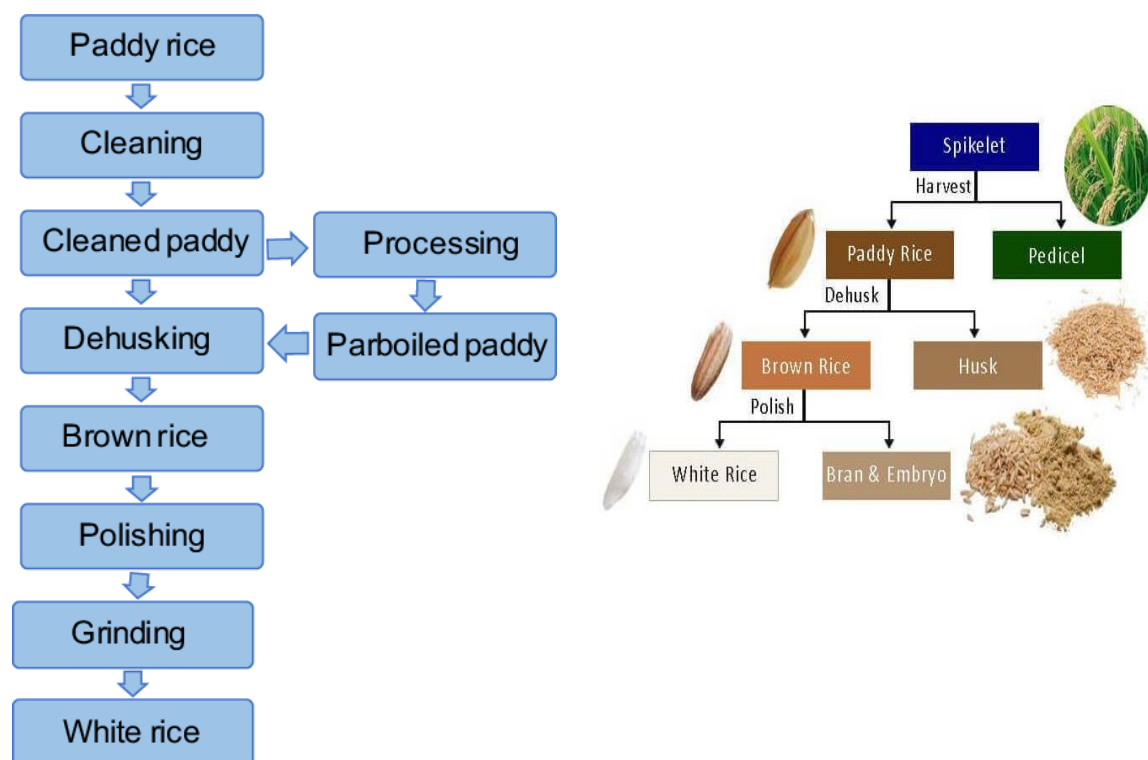 Paddy rice
Cleaning
Cleaned paddy
Processing
Dehusking
Parboiled paddy
Brown rice
Polishing
Grinding
White rice
Spikelet
Harvest
Paddy Rice
Pedicel
Dehusk
Brown Rice
Husk
Polish
White Rice
Bran & Embryo